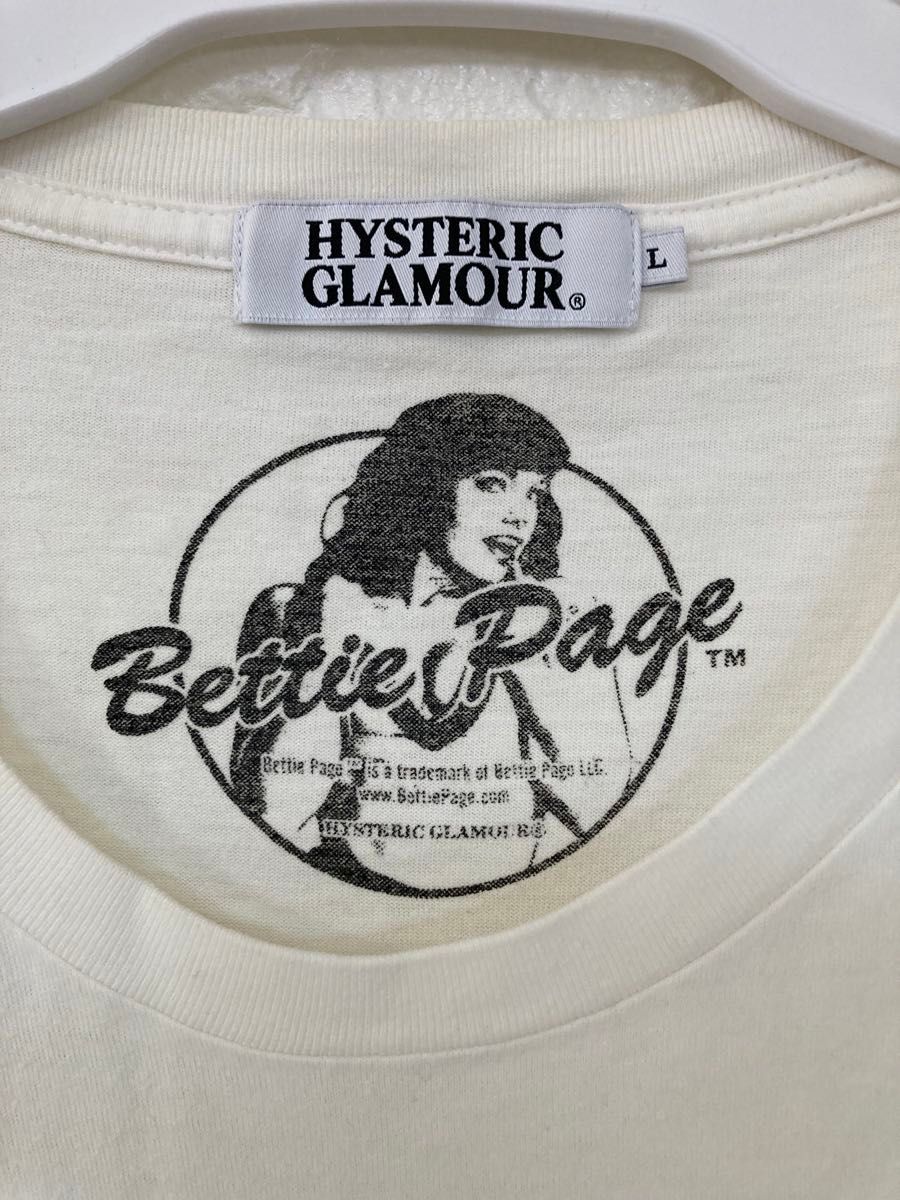 HYSTERIC
GLAMOUR®
L
Bettie Page™
Bettie Page™ is a trademark of Bettie Page LLC.
www.BettiePage.com
HYSTERIC GLAMOUR®